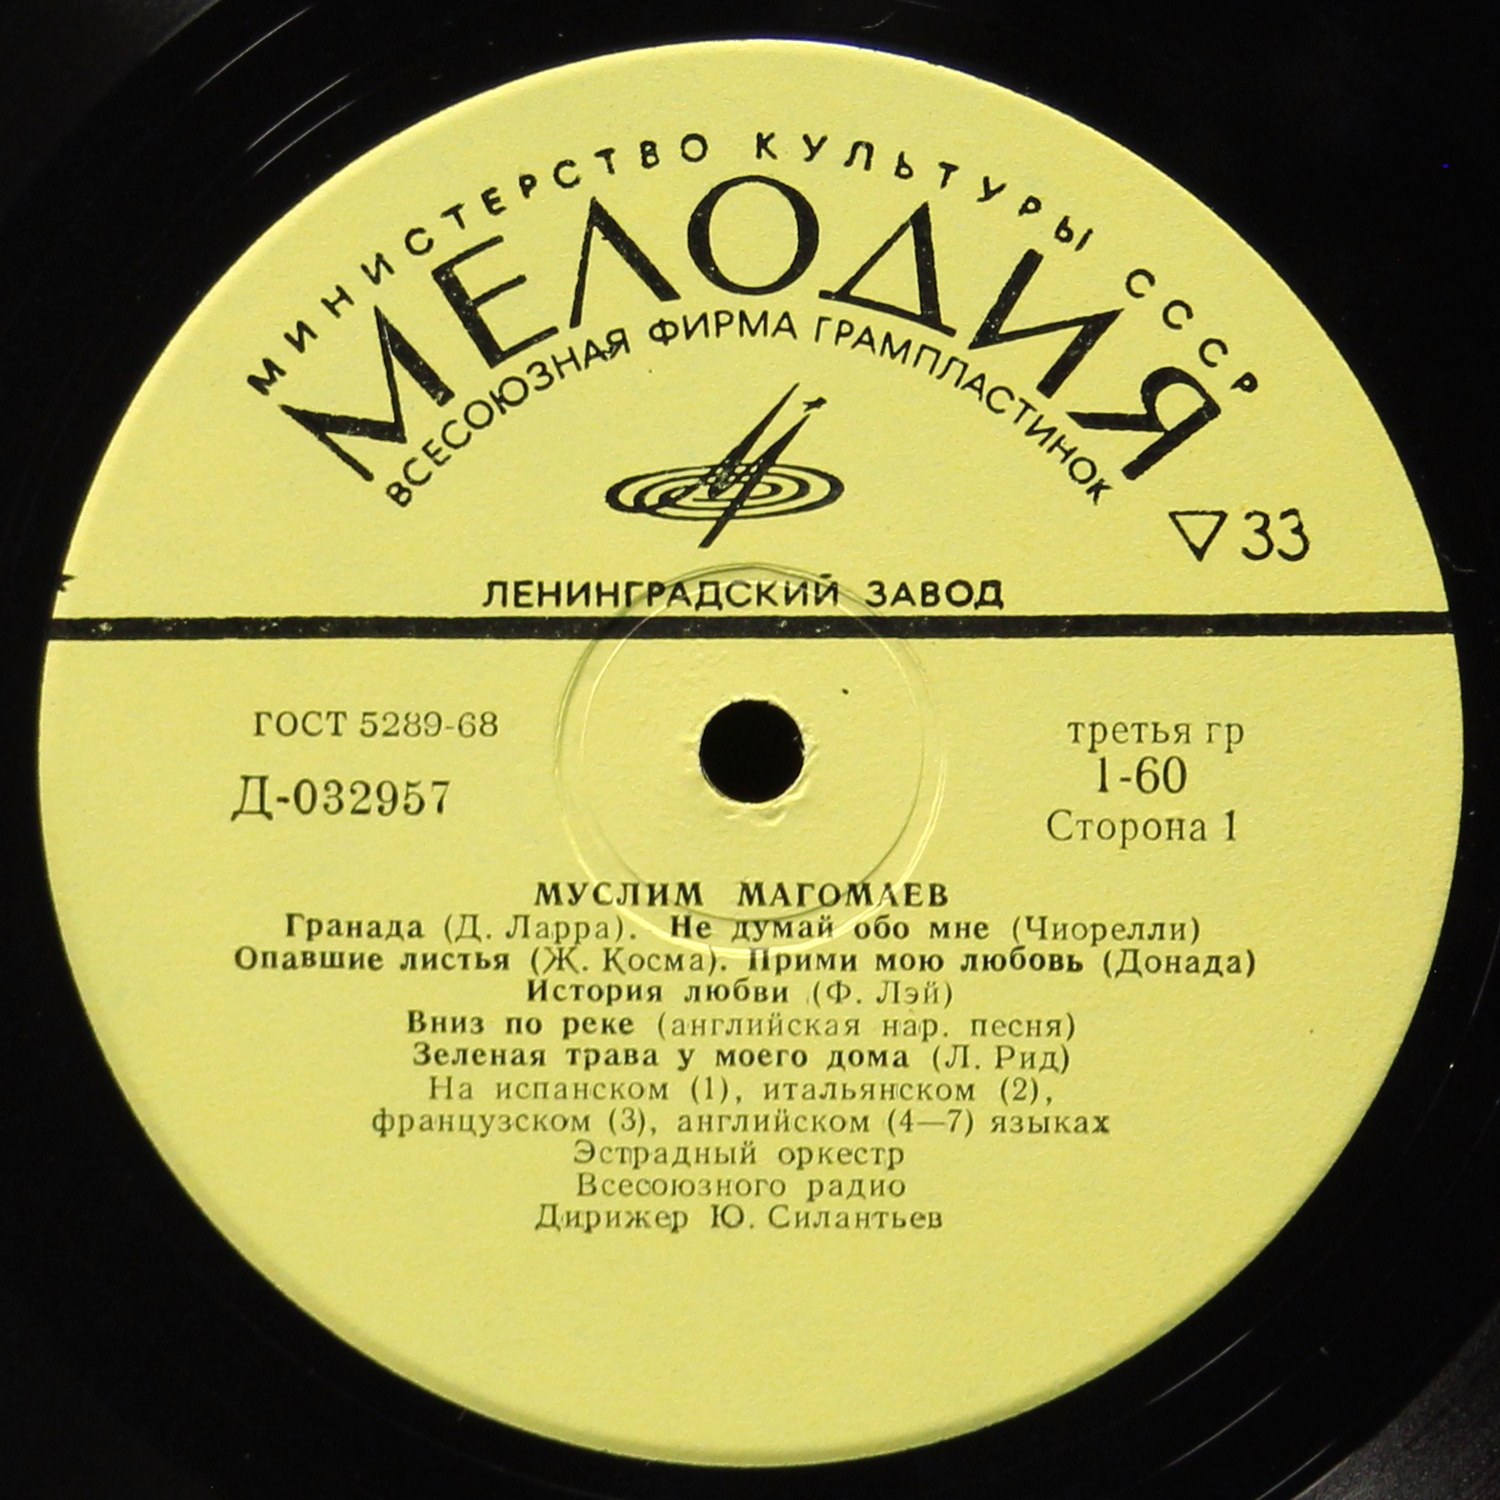 МИНИСТЕРСТВО КУЛЬТУРЫ СССР
МЕЛОДИЯ
ВСЕСОЮЗНАЯ ФИРМА ГРАМПЛАСТИНОК
33
ЛЕНИНГРАДСКИЙ ЗАВОД
ГОСТ 5289-68
третья гр
Д-032957
1-60
Сторона 1
МУСЛИМ МАГОМАЕВ
Гранада (Д. Ларра). Не думай обо мне (Чиорелли)
Опавшие листья (Ж. Косма). Прими мою любовь (Донада)
История любви (Ф. Лэй)
Вниз по реке (английская нар. песня)
Зеленая трава у моего дома (Л. Рид)
На испанском (1), итальянском (2),
французском (3), английском (4—7) языках
Эстрадный оркестр
Всесоюзного радио
Дирижер Ю. Силантьев